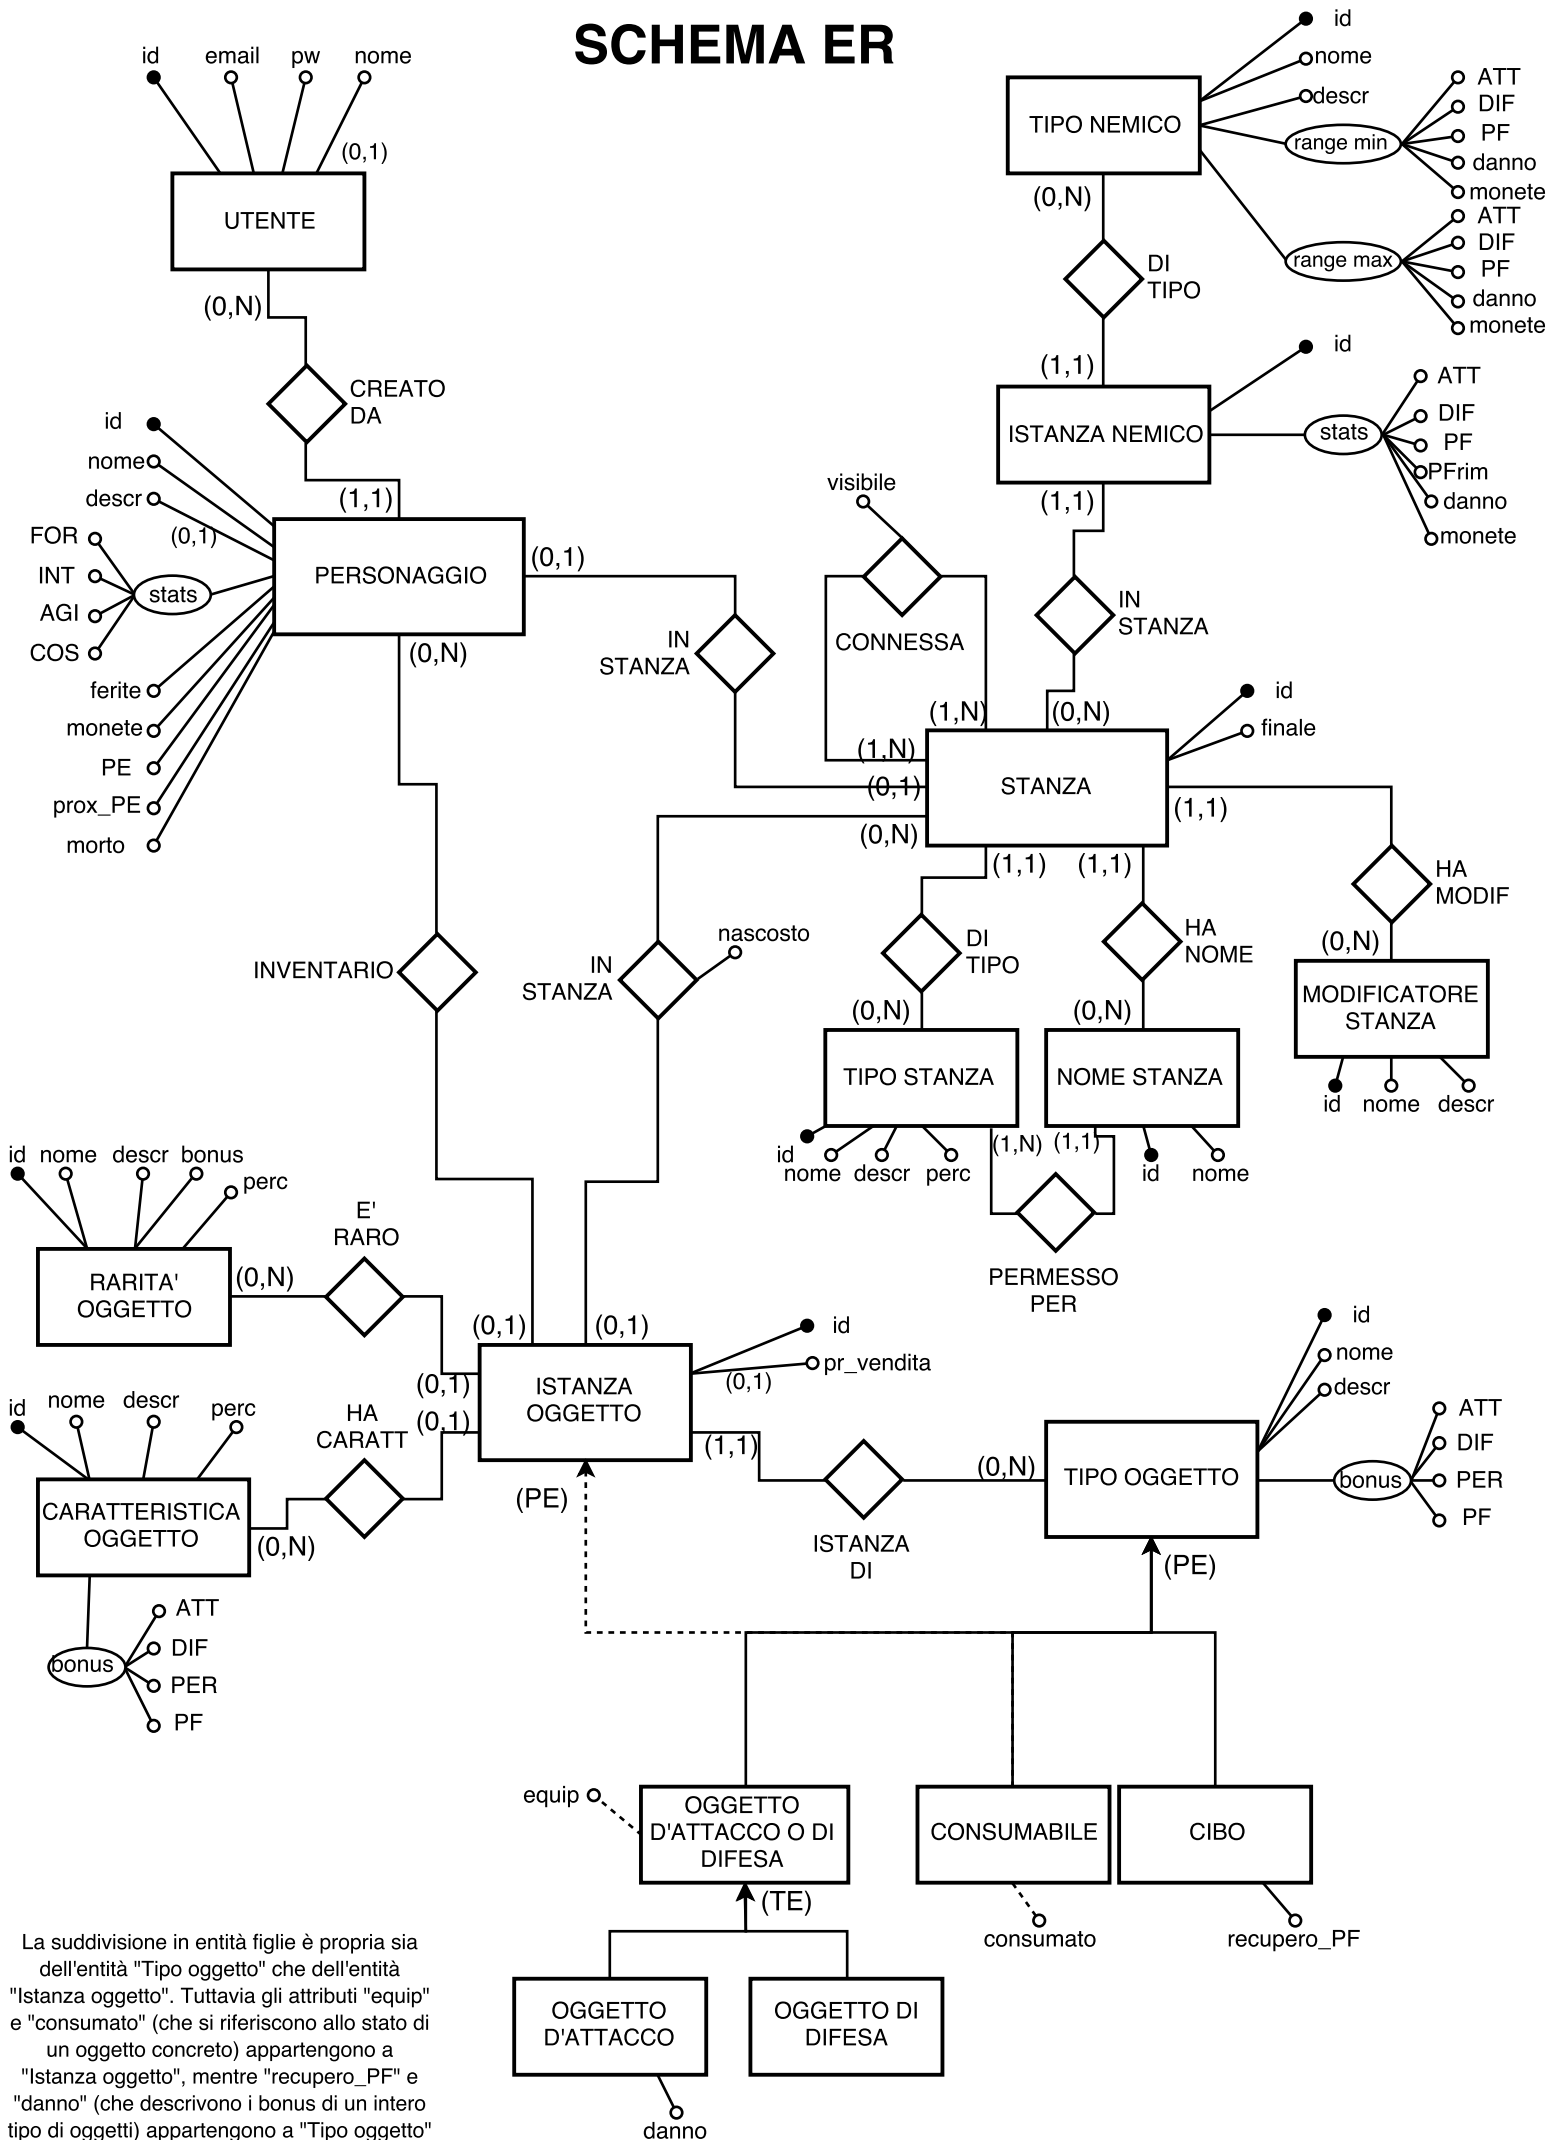 SCHEMA ER
id
email
pw
nome
(0,1)
UTENTE
(0,N)
CREATO
DA
(1,1)
id
nome
descr
(0,1)
FOR
INT
AGI
COS
stats
ferite
monete
PE
prox_PE
morto
PERSONAGGIO
(0,1)
(0,N)
IN
STANZA
id
nome
descr
TIPO NEMICO
range min
ATT
DIF
PF
danno
monete
range max
ATT
DIF
PF
danno
monete
(0,N)
DI
TIPO
(1,1)
id
ISTANZA NEMICO
stats
ATT
DIF
PF
PFrim
danno
monete
(1,1)
visibile
CONNESSA
IN
STANZA
(1,N)
(0,N)
(1,N)
(0,1)
(0,N)
STANZA
id
finale
(1,1)
(1,1)
(1,1)
HA
MODIF
(0,N)
MODIFICATORE
STANZA
id
nome
descr
DI
TIPO
(0,N)
HA
NOME
(0,N)
TIPO STANZA
NOME STANZA
id
nome
descr
perc
(1,N)
(1,1)
id
nome
PERMESSO
PER
INVENTARIO
IN
STANZA
nascosto
id
nome
descr
bonus
perc
RARITA'
OGGETTO
(0,N)
E'
RARO
(0,1)
(0,1)
(0,1)
(0,1)
ISTANZA
OGGETTO
id
pr_vendita
(0,1)
id
nome
descr
perc
HA
CARATT
CARATTERISTICA
OGGETTO
(0,N)
bonus
ATT
DIF
PER
PF
(1,1)
(PE)
ISTANZA
DI
(0,N)
TIPO OGGETTO
id
nome
descr
bonus
ATT
DIF
PER
PF
(PE)
equip
OGGETTO
D'ATTACCO O DI
DIFESA
CONSUMABILE
CIBO
(TE)
consumato
recupero_PF
OGGETTO
D'ATTACCO
OGGETTO DI
DIFESA
danno
La suddivisione in entità figlie è propria sia
dell'entità "Tipo oggetto" che dell'entità
"Istanza oggetto". Tuttavia gli attributi "equip"
e "consumato" (che si riferiscono allo stato di
un oggetto concreto) appartengono a
"Istanza oggetto", mentre "recupero_PF" e
"danno" (che descrivono i bonus di un intero
tipo di oggetti) appartengono a "Tipo oggetto"